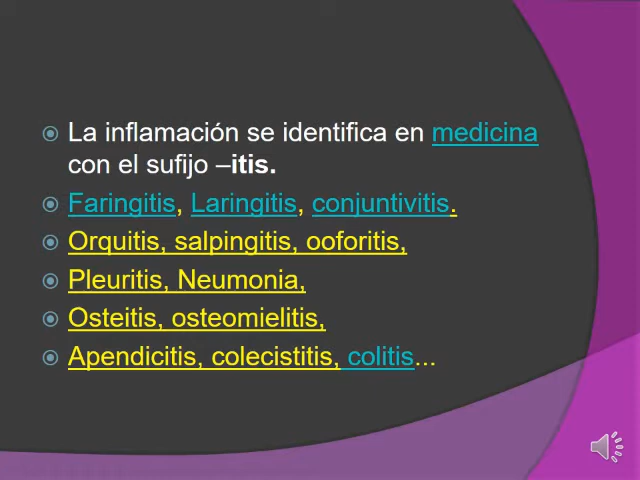 La inflamación se identifica en medicina
con el sufijo –itis.
Faringitis, Laringitis, conjuntivitis.
Orquitis, salpingitis, ooforitis,
Pleuritis, Neumonia,
Osteitis, osteomielitis,
Apendicitis, colecistitis, colitis...